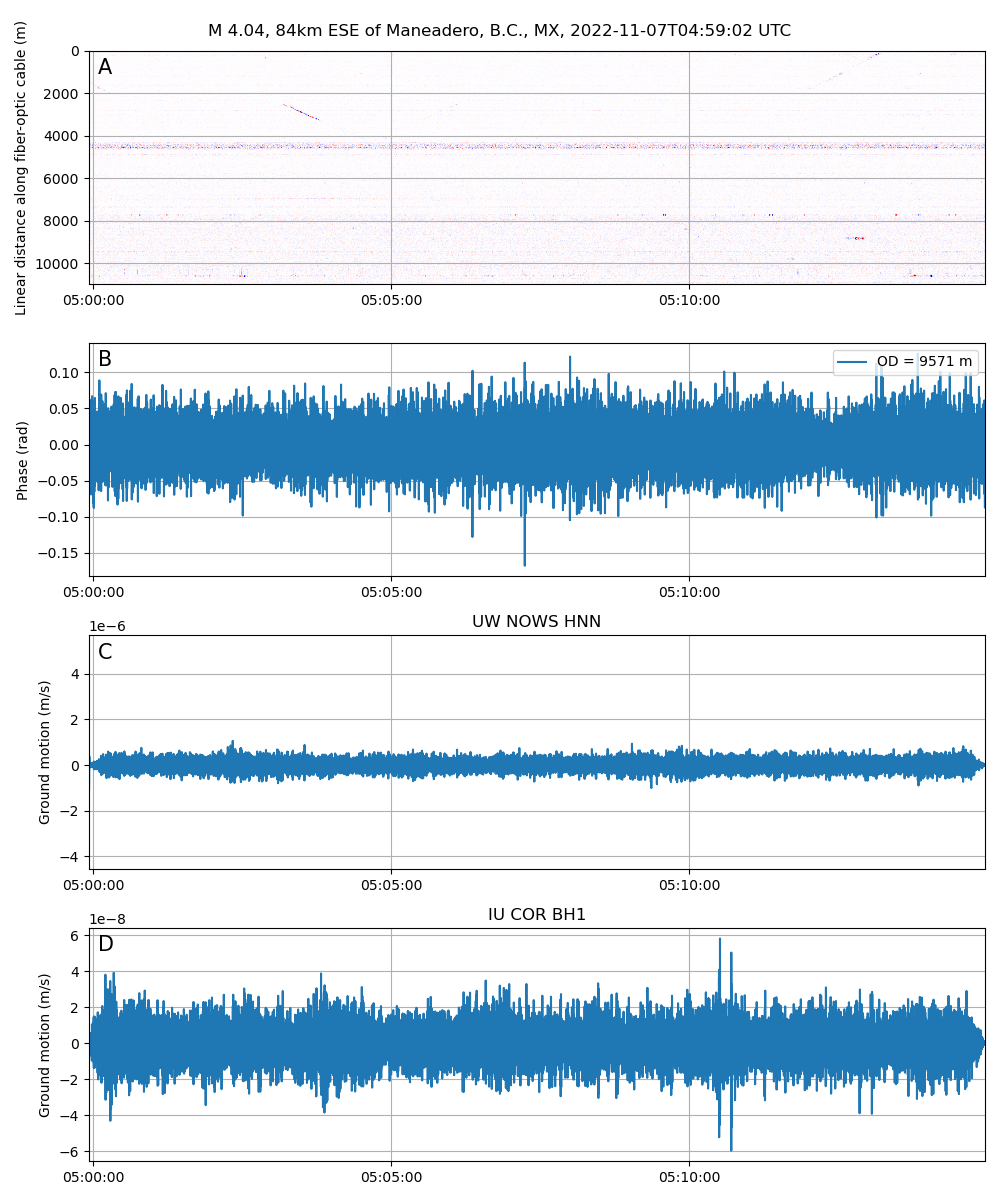 M 4.04, 84km ESE of Maneadero, B.C., MX, 2022-11-07T04:59:02 UTC
Linear distance along fiber-optic cable (m)
A
0
2000
4000
6000
8000
10000
05:00:00 05:05:00 05:10:00
Phase (rad)
B
OD = 9571 m
0.10
0.05
0.00
−0.05
−0.10
−0.15
05:00:00 05:05:00 05:10:00
UW NOWS HNN
1e−6
Ground motion (m/s)
C
4
2
0
−2
−4
05:00:00 05:05:00 05:10:00
IU COR BH1
1e−8
Ground motion (m/s)
D
6
4
2
0
−2
−4
−6
05:00:00 05:05:00 05:10:00